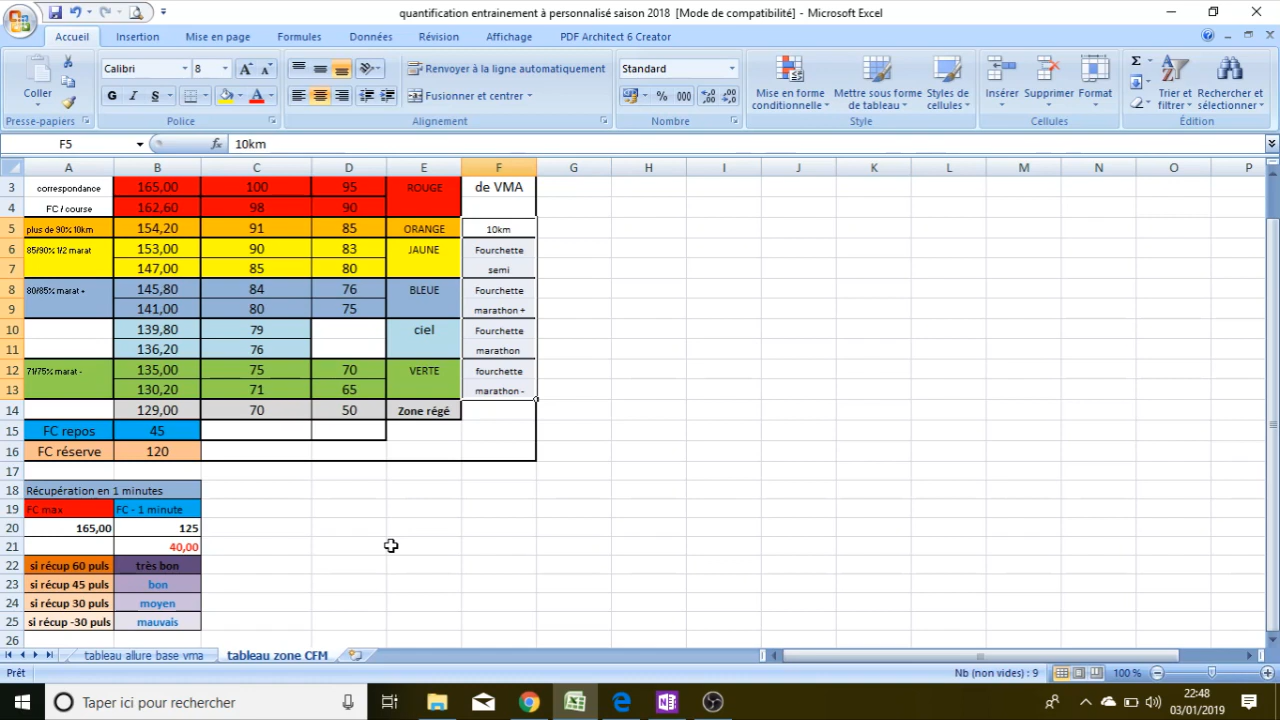 quantification entrainement à personnalisé saison 2018 [Mode de compatibilité] - Microsoft Excel
Accueil Insertion Mise en page Formules Données Révision Affichage PDF Architect 6 Creator
Coller
Presse-papiers
Calibri 8
G I S
Police
Renvoyer à la ligne automatiquement
Fusionner et centrer
Alignement
Standard
% 000
Nombre
Mise en forme conditionnelle
Mettre sous forme de tableau
Styles de cellules
Style
Insérer Supprimer Format
Cellules
Trier et filtrer
Rechercher et sélectionner
Édition
F5 fx 10km
A B C D E F G H I J K L M N O P
3 correspondance 165,00 100 95 ROUGE de VMA
4 FC / course 162,60 98 90
5 plus de 90% 10km 154,20 91 85 ORANGE 10km
6 85/90% 1/2 marat 153,00 90 83 JAUNE Fourchette
7 147,00 85 80 semi
8 80/85% marat + 145,80 84 76 BLEUE Fourchette
9 141,00 80 75 marathon +
10 139,80 79 ciel Fourchette
11 136,20 76 marathon
12 71/75% marat - 135,00 75 70 VERTE fourchette
13 130,20 71 65 marathon -
14 129,00 70 50 Zone régé
15 FC repos 45
16 FC réserve 120
17
18 Récupération en 1 minutes
19 FC max FC - 1 minute
20 165,00 125
21 40,00
22 si récup 60 puls très bon
23 si récup 45 puls bon
24 si récup 30 puls moyen
25 si récup -30 puls mauvais
26
tableau allure base vma tableau zone CFM
Prêt Nb (non vides) : 9 100 %
Taper ici pour rechercher
22:48
03/01/2019